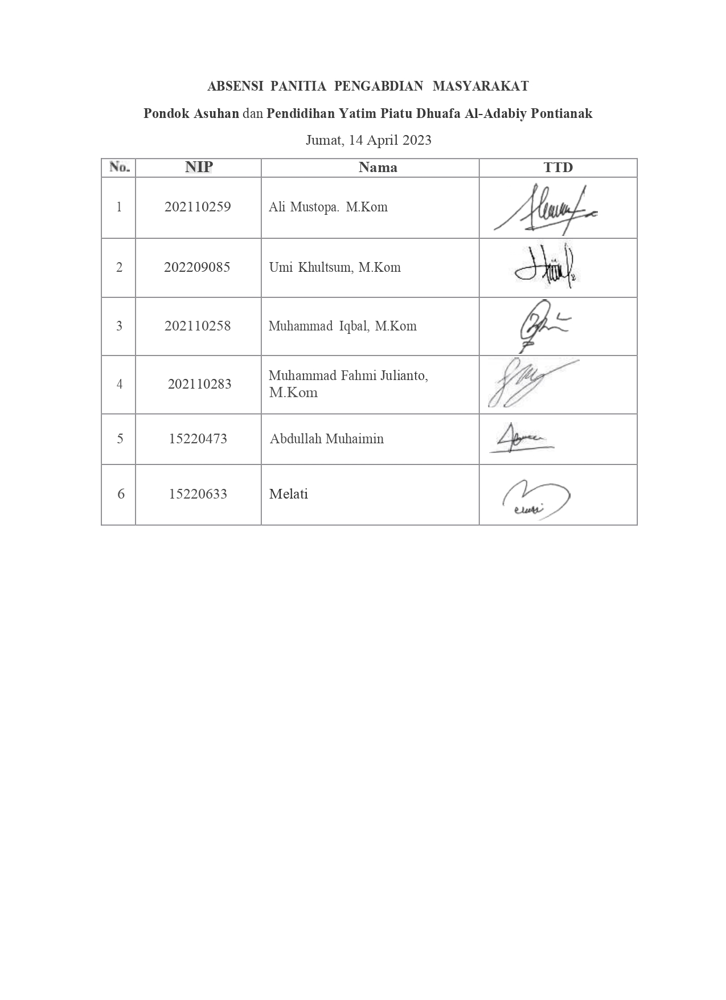 ABSENSI PANITIA PENGABDIAN MASYARAKAT
Pondok Asuhan dan Pendidihan Yatim Piatu Dhuafa Al-Adabiy Pontianak
Jumat, 14 April 2023
No. NIP Nama TTD
1 202110259 Ali Mustopa. M.Kom
2 202209085 Umi Khultsum, M.Kom
3 202110258 Muhammad Iqbal, M.Kom
4 202110283 Muhammad Fahmi Julianto,
M.Kom
5 15220473 Abdullah Muhaimin
6 15220633 Melati